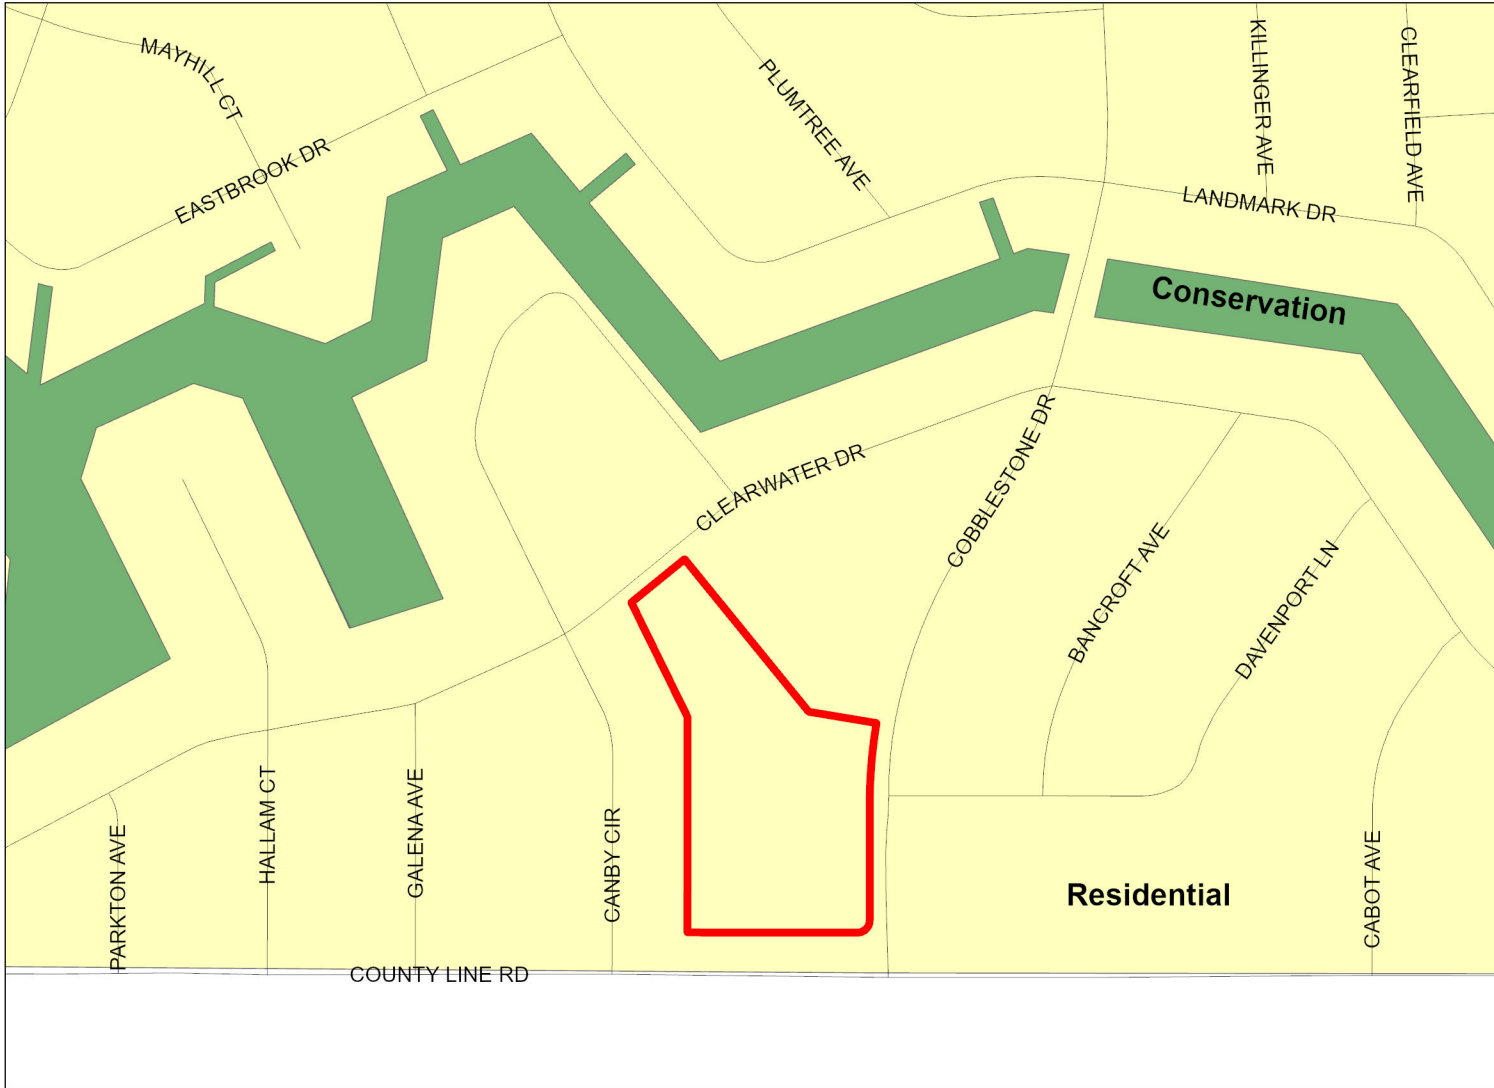 MAYHILL CT
EASTBROOK DR
PLUMTREE AVE
KILLINGER AVE
CLEARFIELD AVE
LANDMARK DR
Conservation
CLEARWATER DR
COBBLESTONE DR
BANCROFT AVE
DAVENPORT LN
PARKTON AVE
HALLAM CT
GALENA AVE
CANBY CIR
Residential
CABOT AVE
COUNTY LINE RD